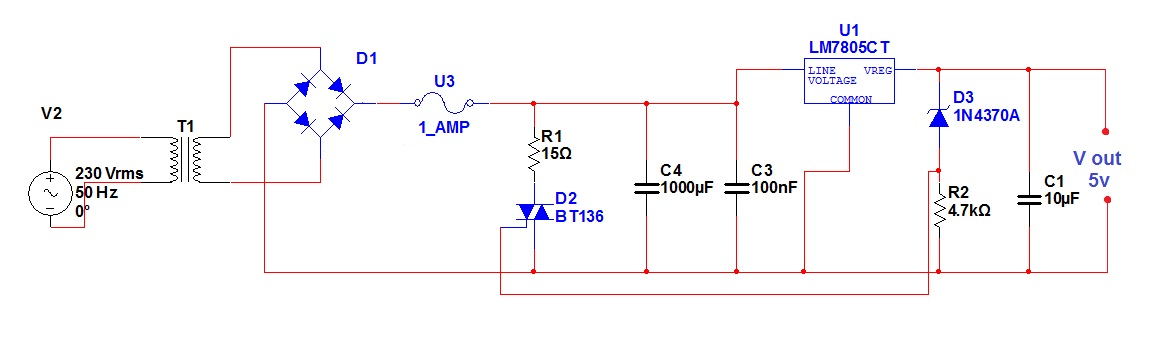 V2
230 Vrms
50 Hz
0°
T1
D1
U3
1_AMP
R1
15Ω
D2
BT136
C4
1000µF
C3
100nF
U1
LM7805CT
LINE VREG
VOLTAGE
COMMON
D3
1N4370A
R2
4.7kΩ
C1
10µF
V out
5v